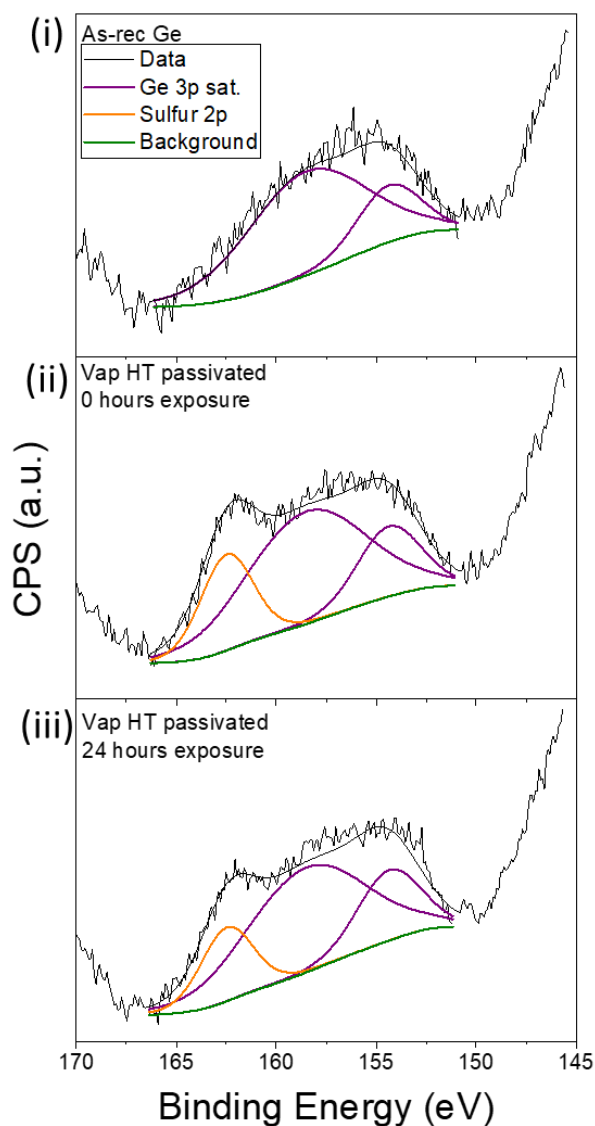 (i)
As-rec Ge
Data
Ge 3p sat.
Sulfur 2p
Background
(ii)
Vap HT passivated
0 hours exposure
CPS (a.u.)
(iii)
Vap HT passivated
24 hours exposure
170 165 160 155 150 145
Binding Energy (eV)